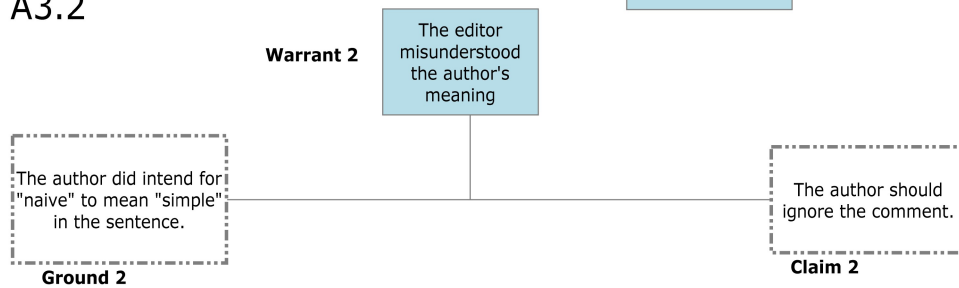 A3.2
Warrant 2
The editor
misunderstood
the author's
meaning
The author did intend for
"naive" to mean "simple"
in the sentence.
Ground 2
The author should
ignore the comment.
Claim 2